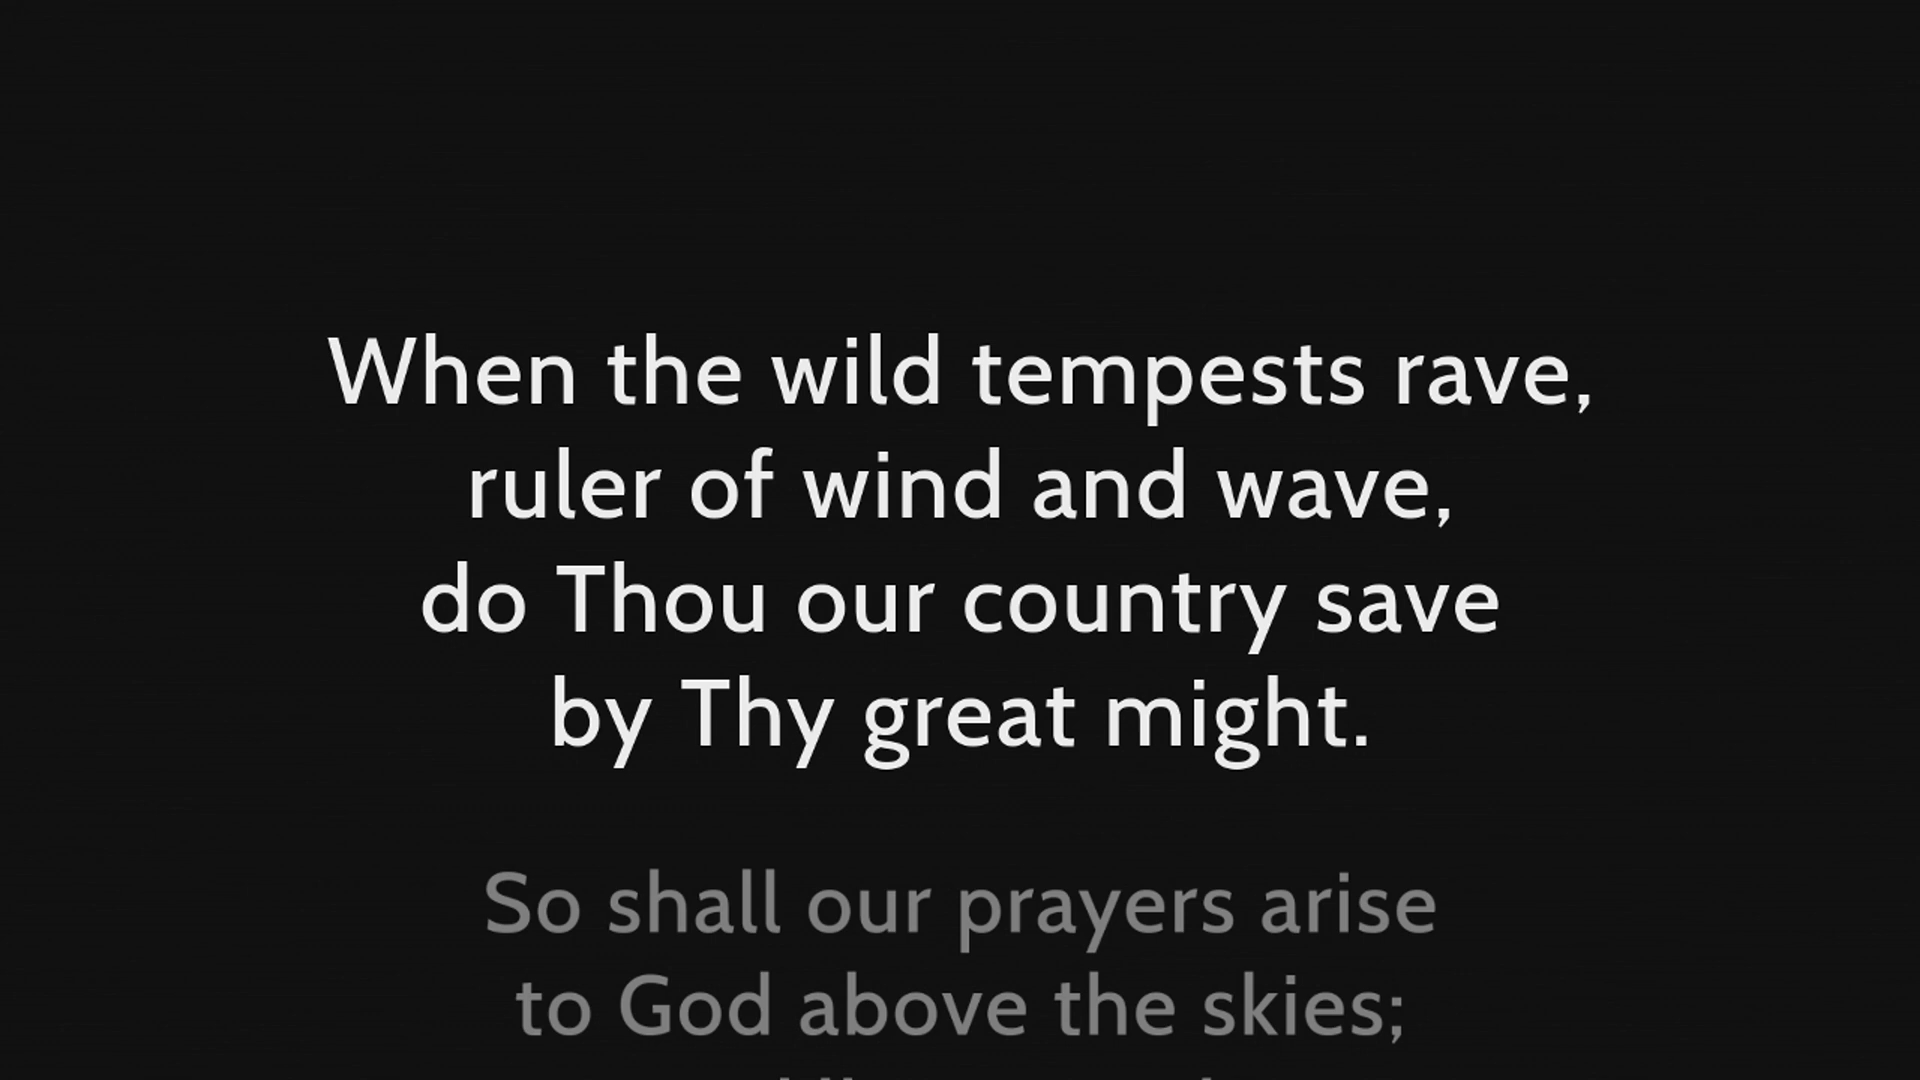 When the wild tempests rave,
ruler of wind and wave,
do Thou our country save
by Thy great might.
So shall our prayers arise
to God above the skies;